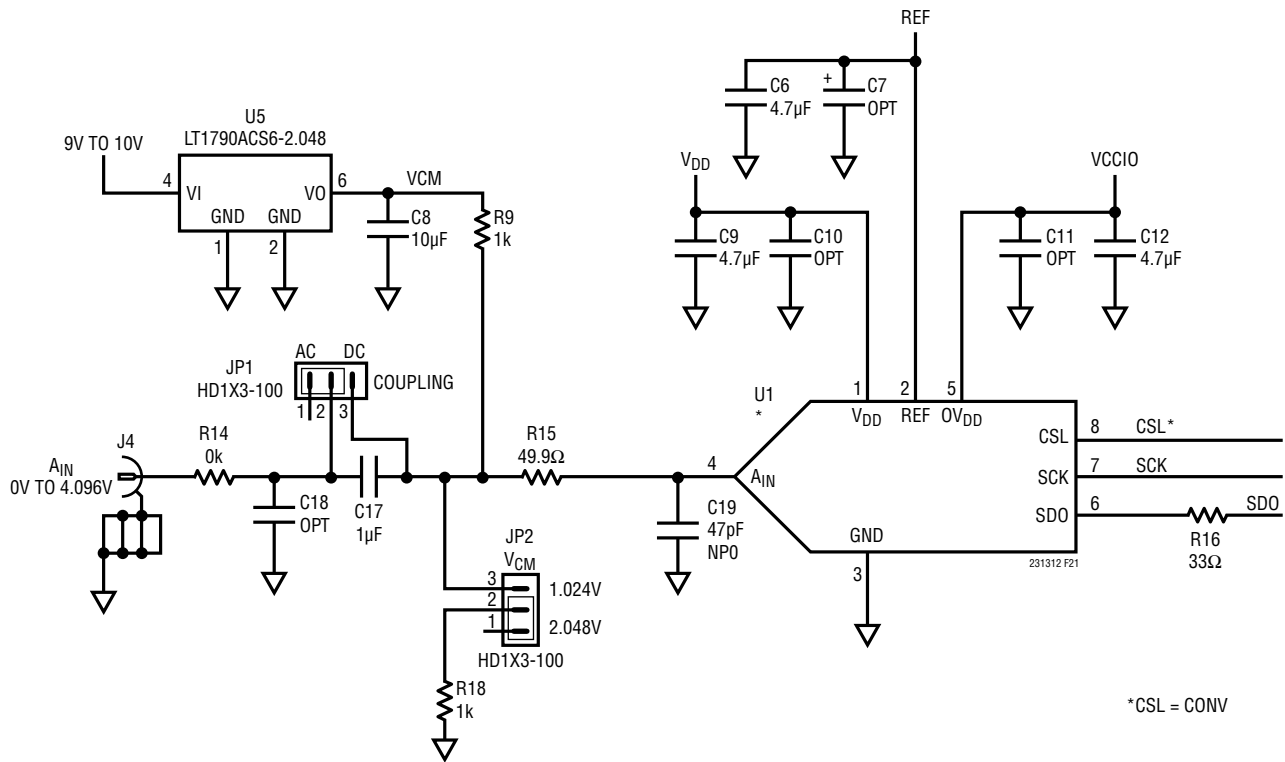 REF
C6
4.7µF
+
C7
OPT
U5
LT1790ACS6-2.048
9V TO 10V
4
VI
VO
6
GND
GND
1
2
VCM
C8
10µF
R9
1k
VDD
C9
4.7µF
C10
OPT
VCCIO
C11
OPT
C12
4.7µF
AC
DC
JP1
HD1X3-100
COUPLING
1
2
3
U1
*
1
2
5
VDD
REF
OVDD
CSL
8
CSL*
SCK
7
SCK
SDO
6
SDO
R16
33Ω
J4
AIN
0V TO 4.096V
R14
0k
C18
OPT
C17
1µF
R15
49.9Ω
4
AIN
C19
47pF
NPO
GND
3
231312 F21
JP2
VCM
3
2
1
1.024V
2.048V
HD1X3-100
R18
1k
*CSL = CONV